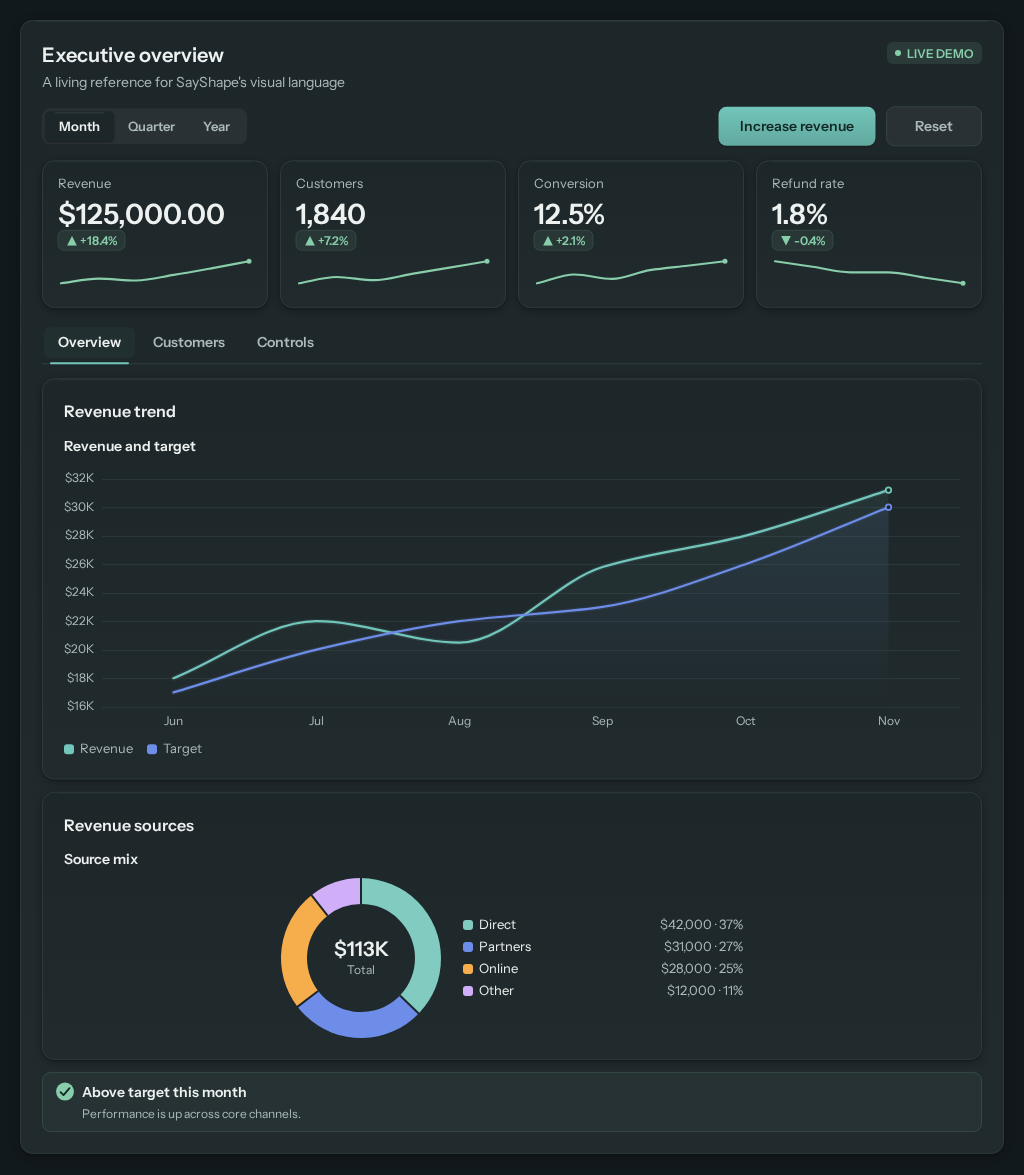 Executive overview
LIVE DEMO
A living reference for SayShape's visual language
Month Quarter Year
Increase revenue Reset
Revenue
$125,000.00
▲ +18.4%
Customers
1,840
▲ +7.2%
Conversion
12.5%
▲ +2.1%
Refund rate
1.8%
▼ -0.4%
Overview Customers Controls
Revenue trend
Revenue and target
$32K
$30K
$28K
$26K
$24K
$22K
$20K
$18K
$16K
Jun Jul Aug Sep Oct Nov
Revenue Target
Revenue sources
Source mix
$113K
Total
Direct $42,000 · 37%
Partners $31,000 · 27%
Online $28,000 · 25%
Other $12,000 · 11%
Above target this month
Performance is up across core channels.